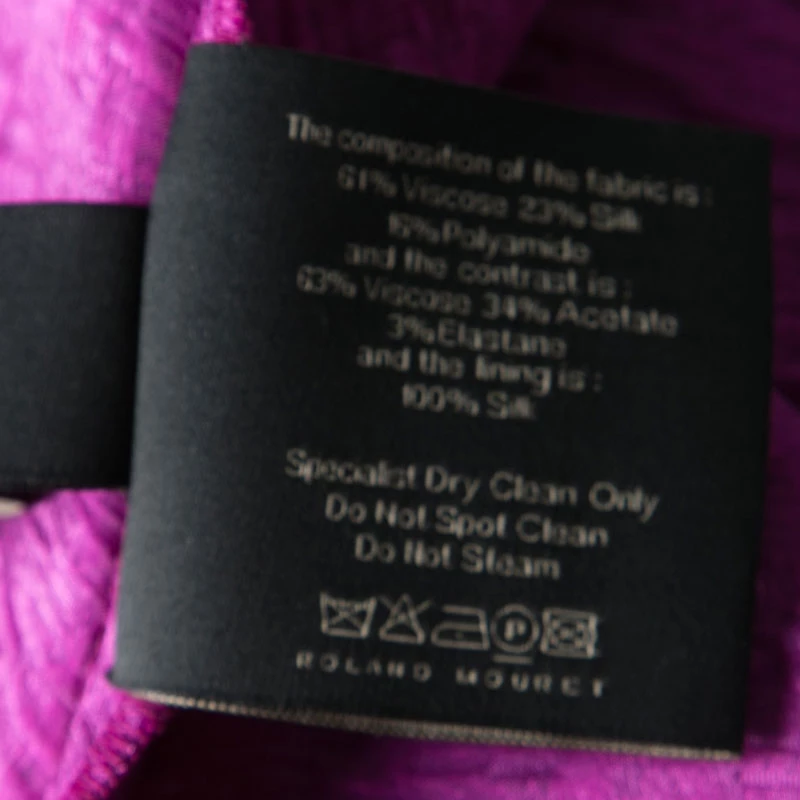 The composition of the fabric is :
61% Viscose 23% Silk
16% Polyamide
and the contrast is :
63% Viscose 34% Acetate
3% Elastane
and the lining is :
100% Silk
Specialist Dry Clean Only
Do Not Spot Clean
Do Not Steam
P
ROLAND MOURET